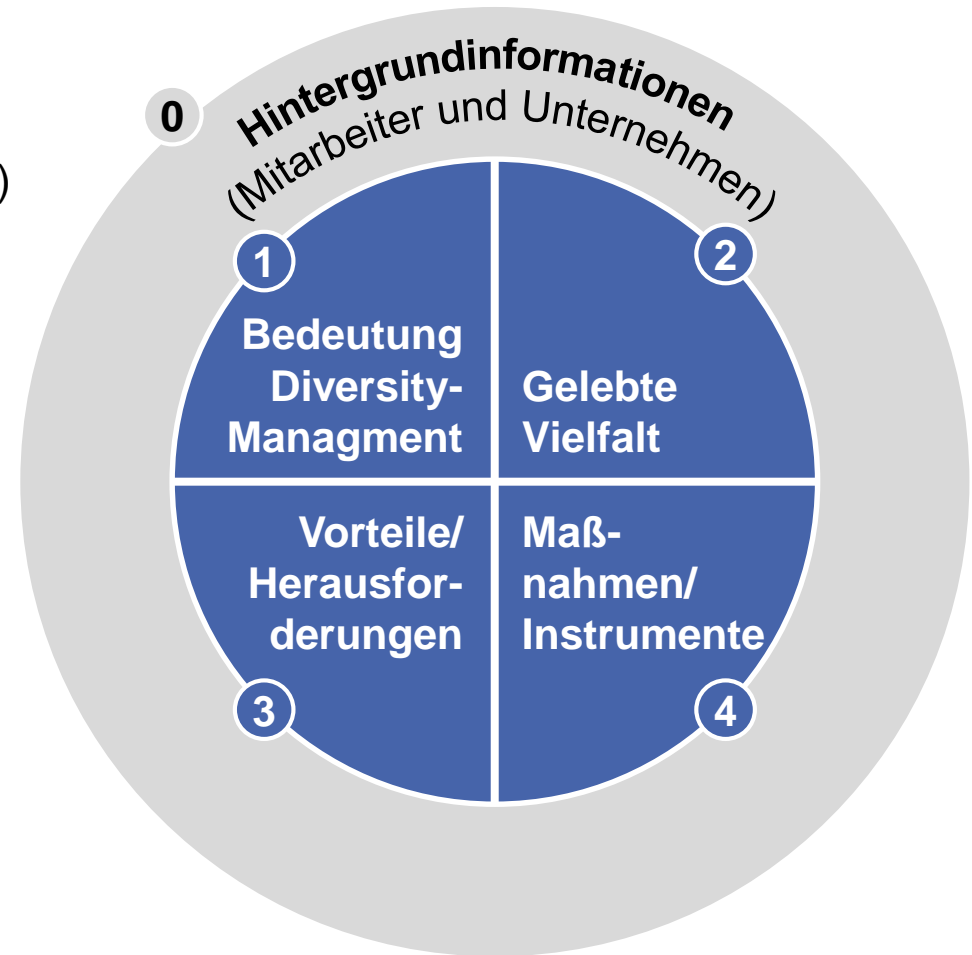 )
0
Hintergrundinformationen
(Mitarbeiter und Unternehmen)
1
Bedeutung
Diversity-
Managment
2
Gelebte
Vielfalt
Vorteile/
Herausfor-
derungen
3
Maß-
nahmen/
Instrumente
4